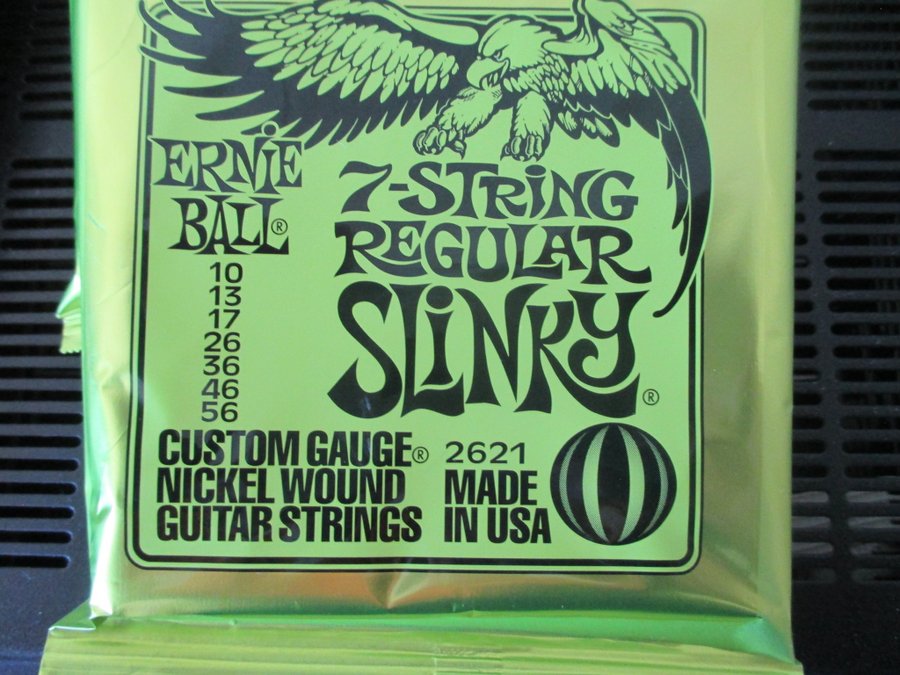 ERNIE
BALL®
10
13
17
26
36
46
56
7-STRING
REGULAR
SLINKY®
CUSTOM GAUGE®
NICKEL WOUND
GUITAR STRINGS
2621
MADE
IN USA